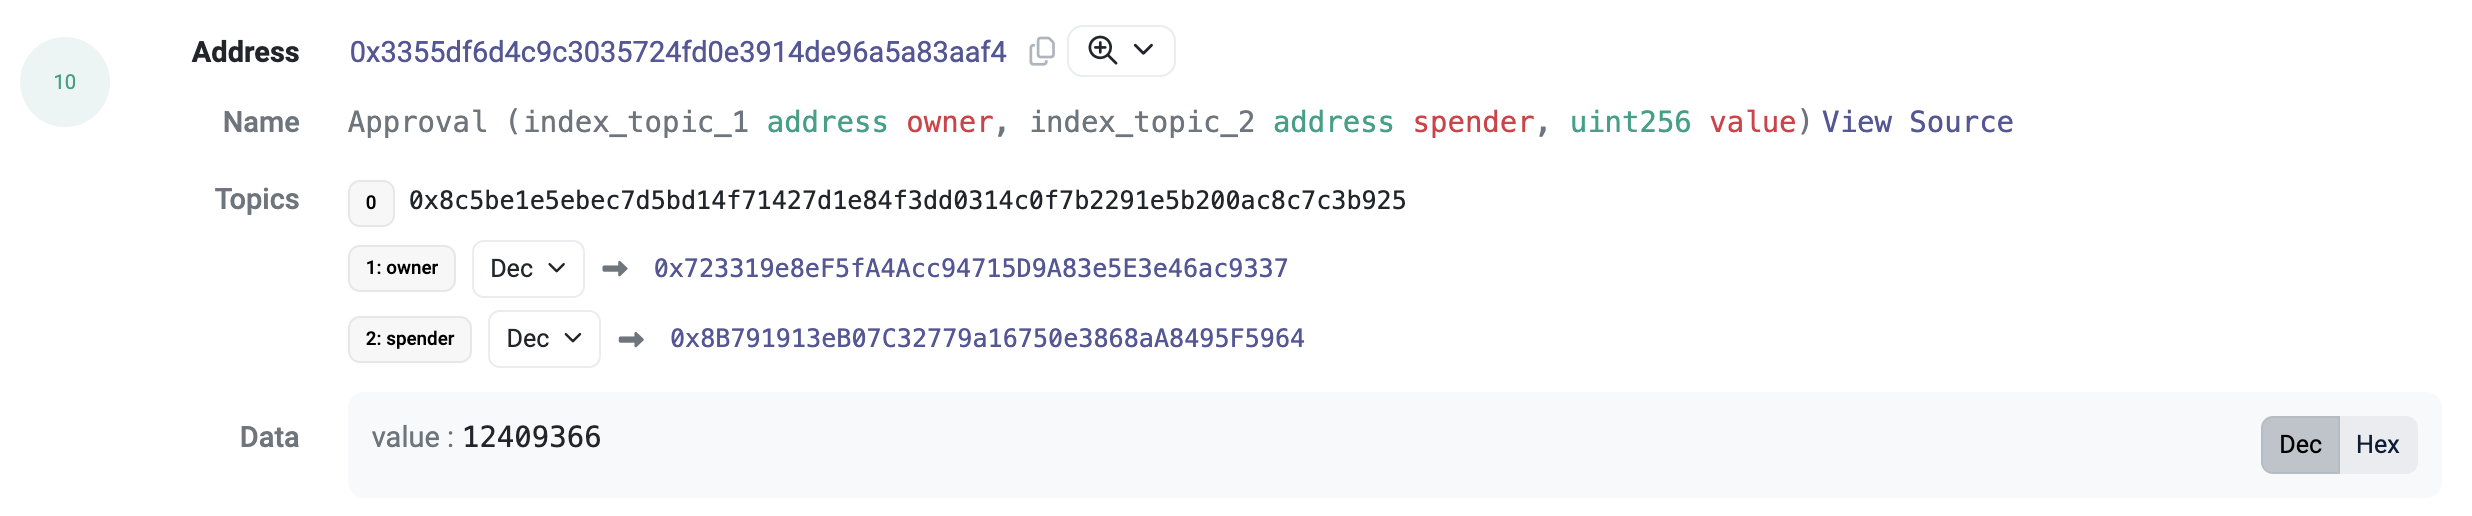 10
Address 0x3355df6d4c9c3035724fd0e3914de96a5a83aaf4
Name Approval (index_topic_1 address owner, index_topic_2 address spender, uint256 value) View Source
Topics 0 0x8c5be1e5ebec7d5bd14f71427d1e84f3dd0314c0f7b2291e5b200ac8c7c3b925
1: owner Dec 0x723319e8eF5fA4Acc94715D9A83e5E3e46ac9337
2: spender Dec 0x8B791913eB07C32779a16750e3868aA8495F5964
Data value : 12409366 Dec Hex